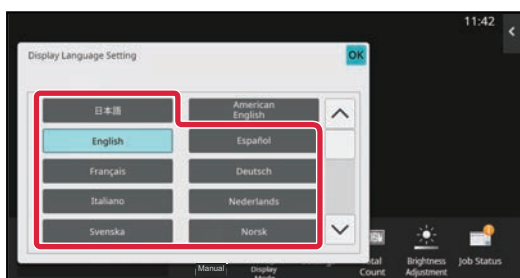 11:42
Display Language Setting
OK
日本語
American
English
English
Español
Français
Deutsch
Italiano
Nederlands
Svenska
Norsk
Manual
Display
Mode
Count
Brightness
Adjustment
Job Status